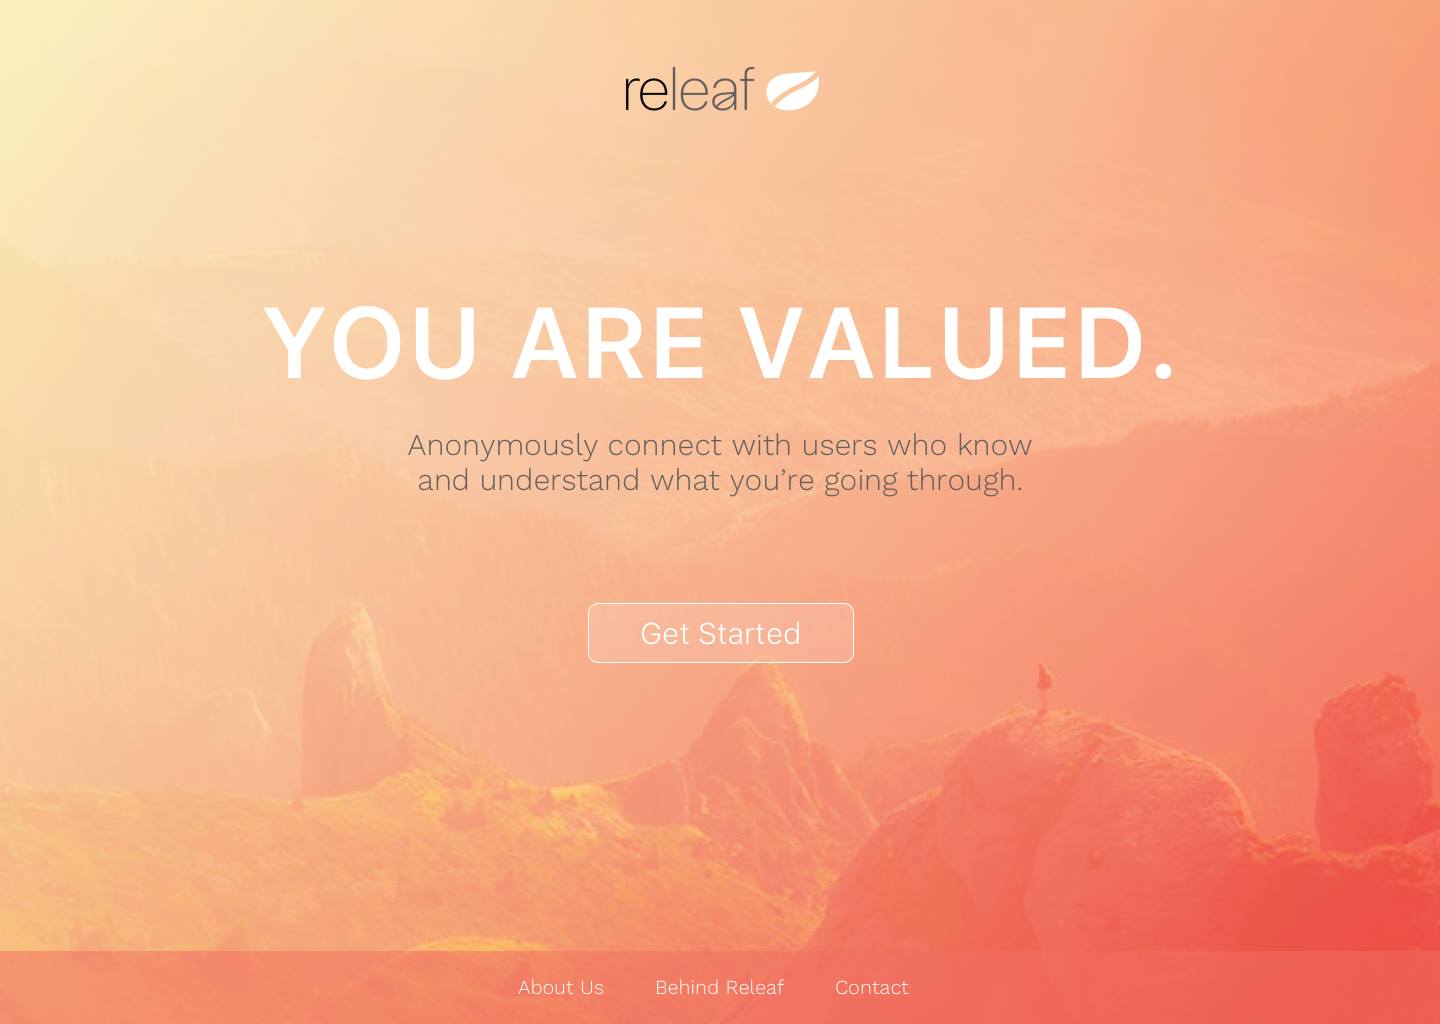 releaf
YOU ARE VALUED.
Anonymously connect with users who know
and understand what you’re going through.
Get Started
About Us
Behind Releaf
Contact